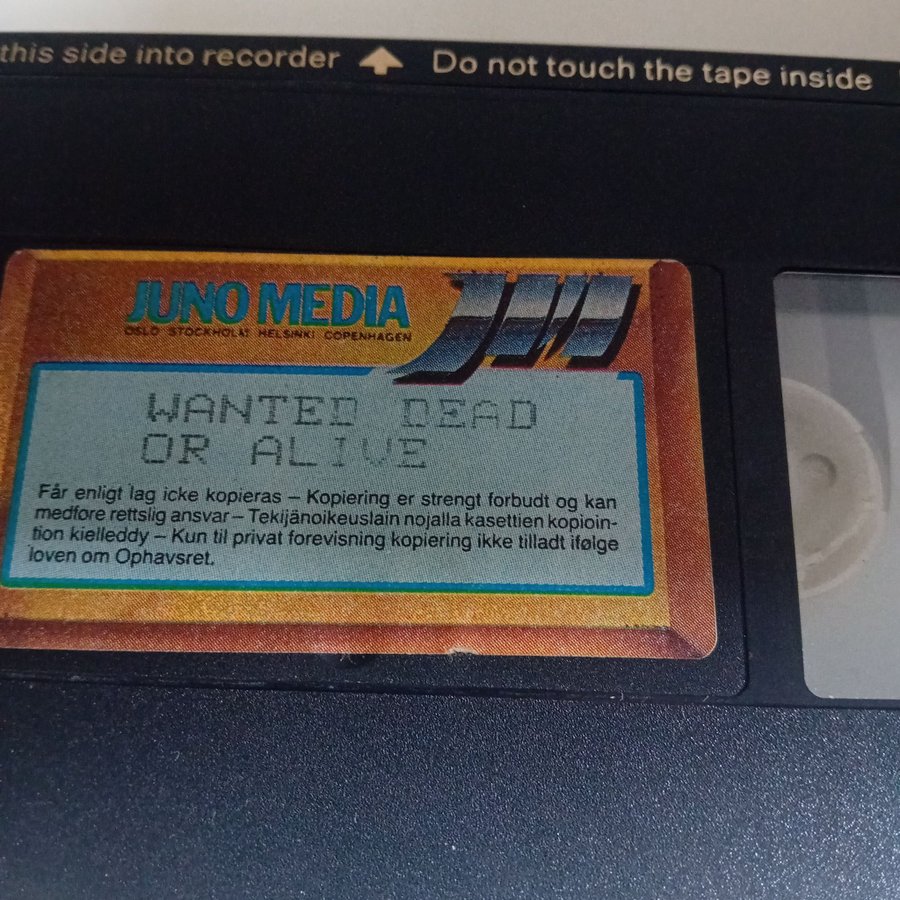 this side into recorder
Do not touch the tape inside
JUNO MEDIA
OSLO STOCKHOLM HELSINKI COPENHAGEN
JM
WANTED DEAD
OR ALIVE
Får enligt lag icke kopieras – Kopiering er strengt forbudt og kan
medføre rettslig ansvar – Tekijänoikeuslain nojalla kasettien kopioin-
tion kielleddy – Kun til privat forevisning kopiering ikke tilladt ifølge
loven om Ophavsret.